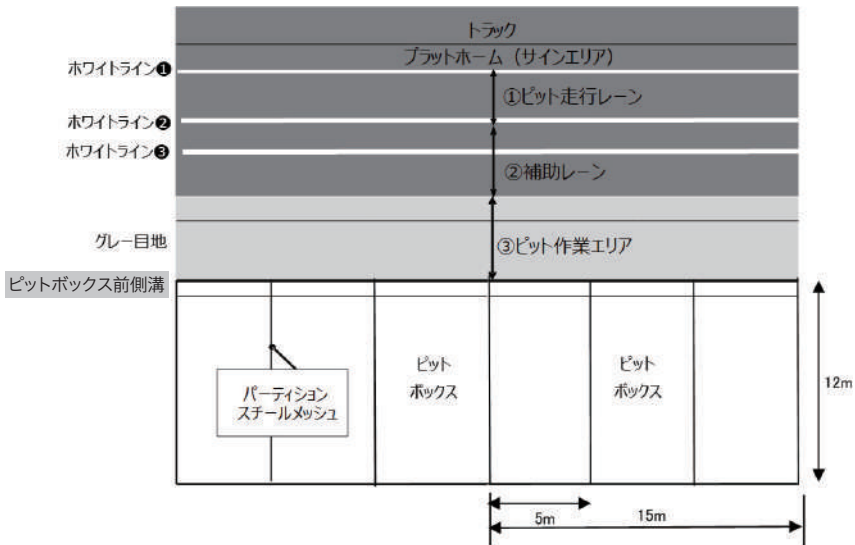 トラック
プラットホーム（サインエリア）
ホワイトライン❶
①ピット走行レーン
ホワイトライン❷
ホワイトライン❸
②補助レーン
グレー目地
③ピット作業エリア
ピットボックス前側溝
ピット
ボックス
ピット
ボックス
パーティション
スチールメッシュ
12m
5m
15m